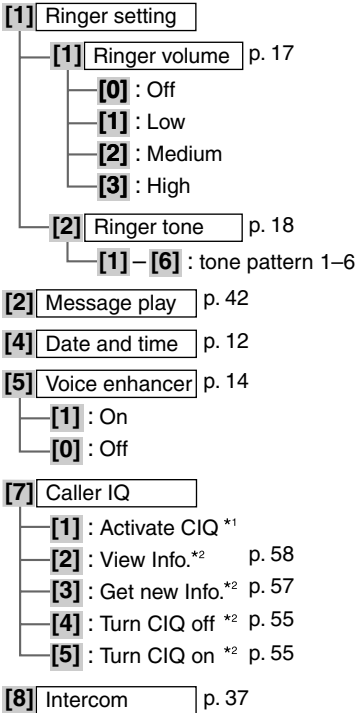 [1] Ringer setting
[1] Ringer volume p. 17
[0] : Off
[1] : Low
[2] : Medium
[3] : High
[2] Ringer tone p. 18
[1] – [6] : tone pattern 1–6
[2] Message play p. 42
[4] Date and time p. 12
[5] Voice enhancer p. 14
[1] : On
[0] : Off
[7] Caller IQ
[1] : Activate CIQ *1
[2] : View Info.*2 p. 58
[3] : Get new Info.*2 p. 57
[4] : Turn CIQ off *2 p. 55
[5] : Turn CIQ on *2 p. 55
[8] Intercom p. 37